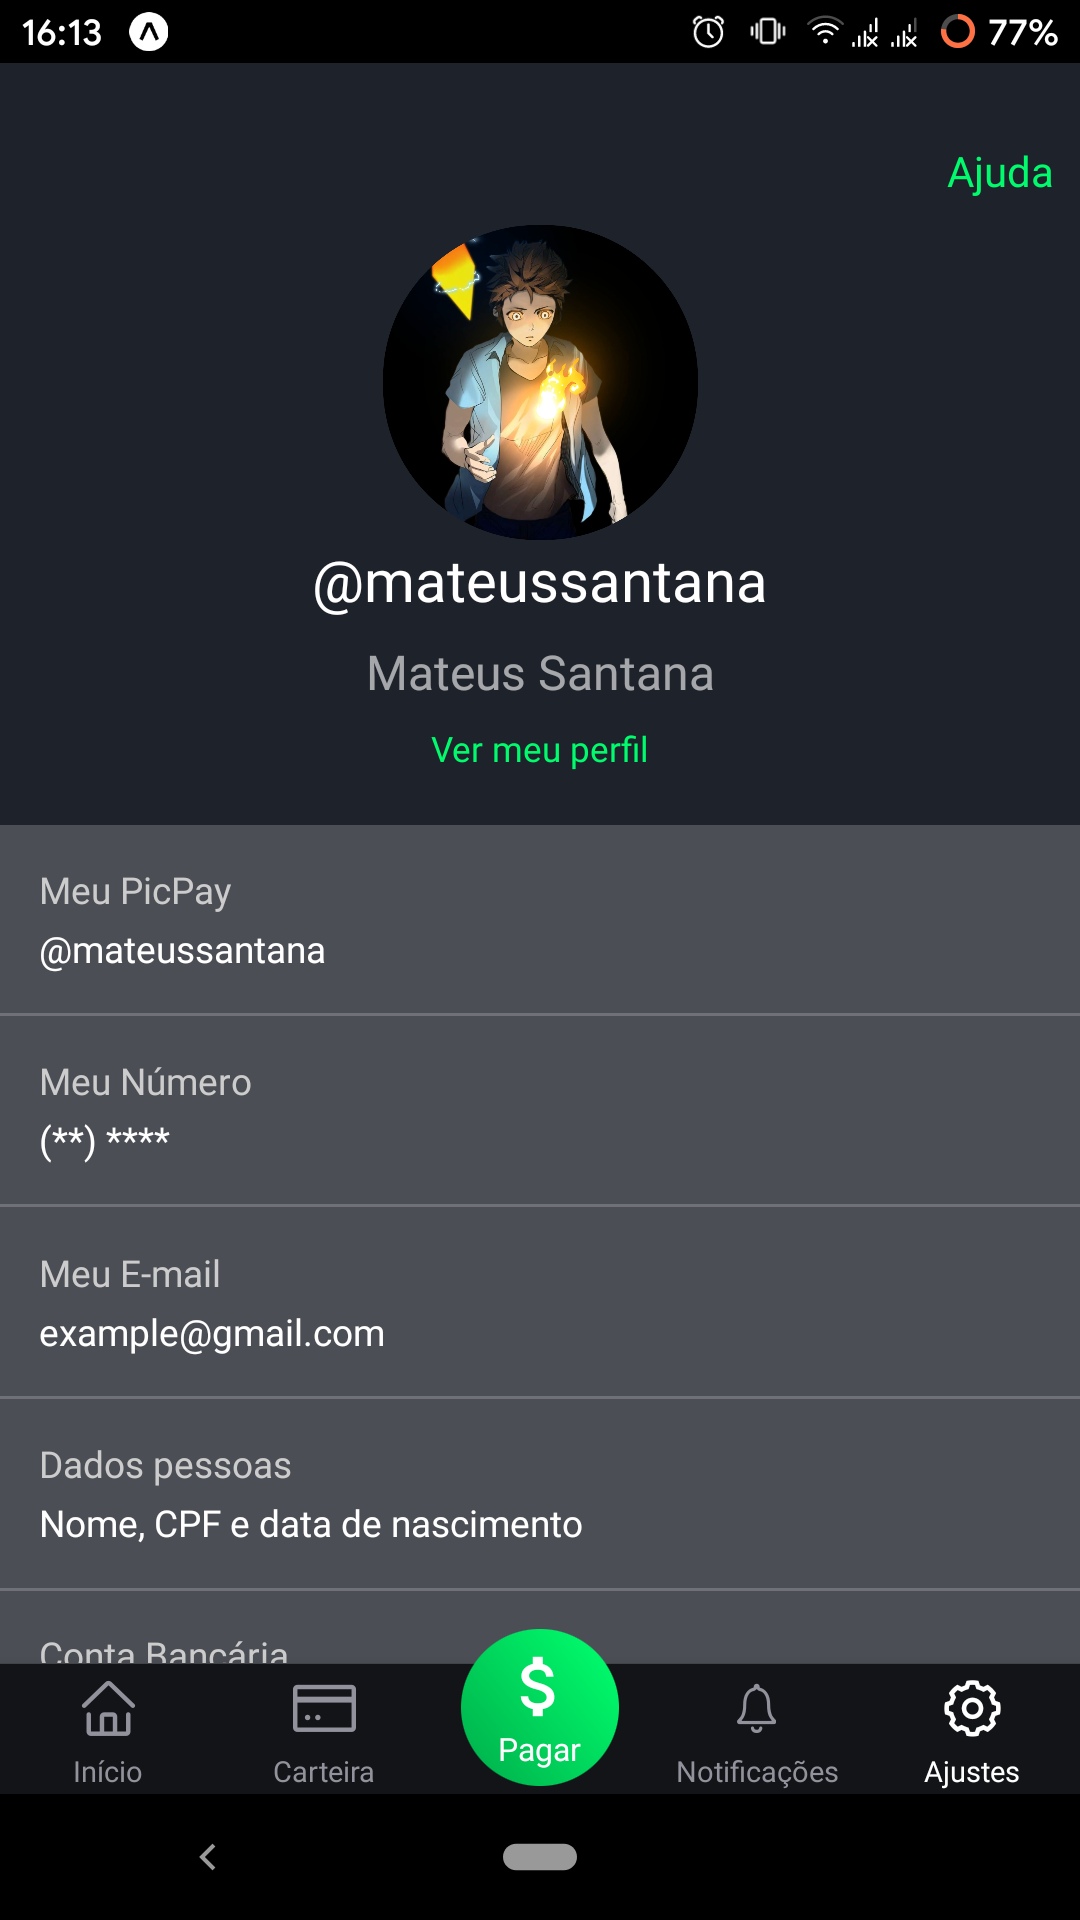 16:13
77%
Ajuda
@mateussantana
Mateus Santana
Ver meu perfil
Meu PicPay
@mateussantana
Meu Número
(**) ****
Meu E-mail
example@gmail.com
Dados pessoas
Nome, CPF e data de nascimento
Conta Bancária
$
Pagar
Início
Carteira
Notificações
Ajustes